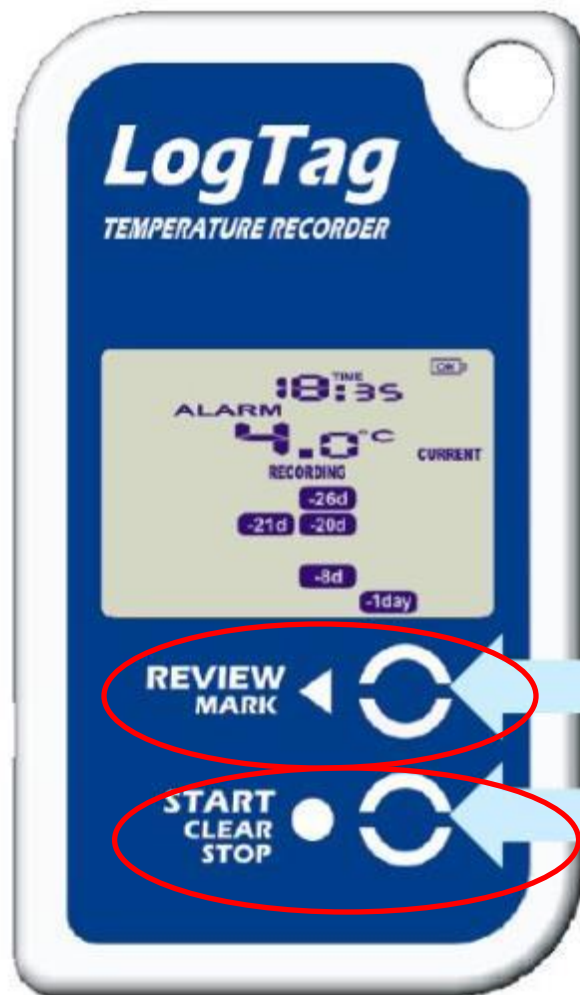 LogTag
TEMPERATURE RECORDER
OK
TIME
18:35
ALARM
4.0°C
CURRENT
RECORDING
-26d
-21d -20d
-8d
-1day
REVIEW
MARK
START
CLEAR
STOP